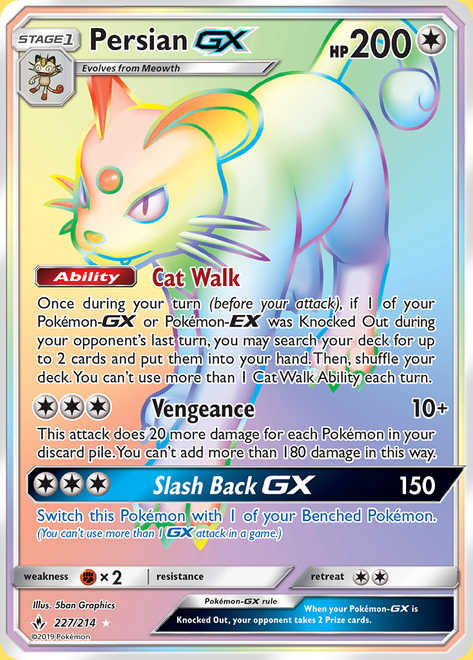 STAGE 1 Persian GX HP 200
Evolves from Meowth
Ability Cat Walk
Once during your turn (before your attack), if 1 of your
Pokémon-GX or Pokémon-EX was Knocked Out during
your opponent's last turn, you may search your deck for up
to 2 cards and put them into your hand. Then, shuffle your
deck. You can't use more than 1 Cat Walk Ability each turn.
Vengeance 10+
This attack does 20 more damage for each Pokémon in your
discard pile. You can't add more than 180 damage in this way.
Slash Back GX 150
Switch this Pokémon with 1 of your Benched Pokémon.
(You can't use more than 1 GX attack in a game.)
weakness × 2 resistance retreat
Illus. 5ban Graphics
227/214
©2019 Pokémon
Pokémon-GX rule
When your Pokémon-GX is
Knocked Out, your opponent takes 2 Prize cards.